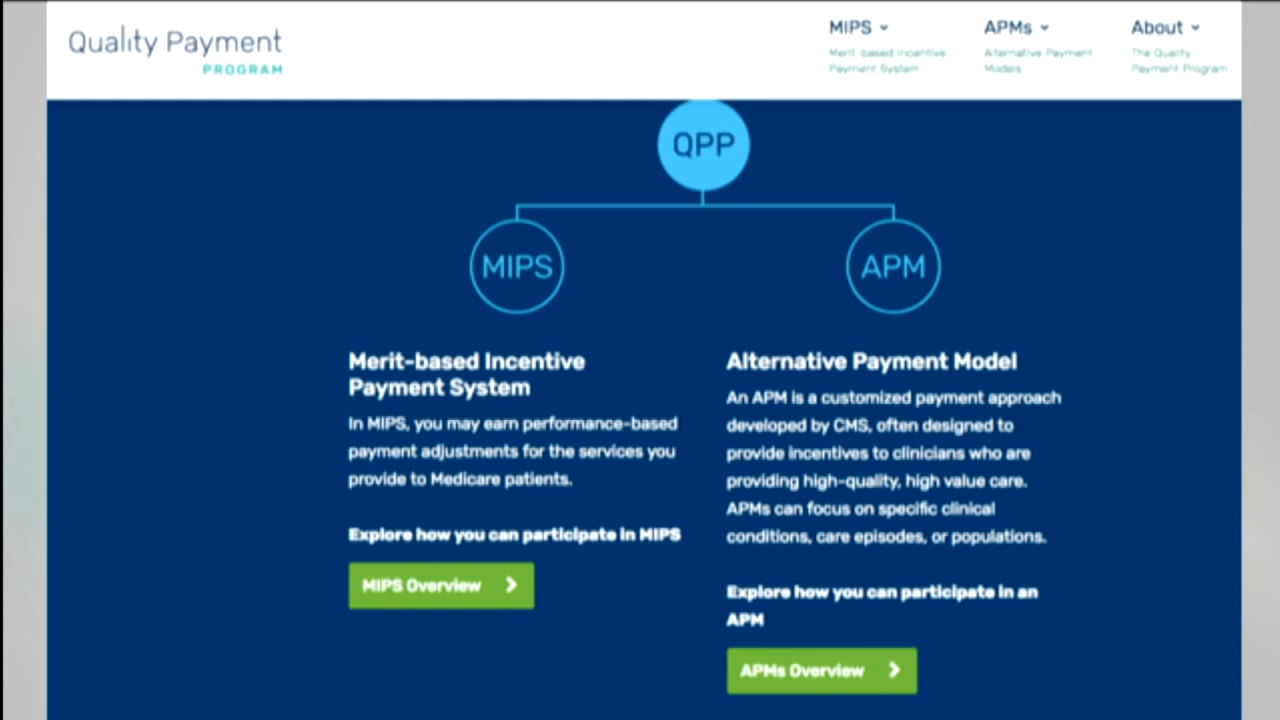 Quality Payment
PROGRAM
MIPS
Merit-based Incentive
Payment System
APMs
Alternative Payment
Models
About
The Quality
Payment Program
QPP
MIPS
APM
Merit-based Incentive
Payment System
In MIPS, you may earn performance-based
payment adjustments for the services you
provide to Medicare patients.
Explore how you can participate in MIPS
MIPS Overview
Alternative Payment Model
An APM is a customized payment approach
developed by CMS, often designed to
provide incentives to clinicians who are
providing high-quality, high value care.
APMs can focus on specific clinical
conditions, care episodes, or populations.
Explore how you can participate in an
APM
APMs Overview